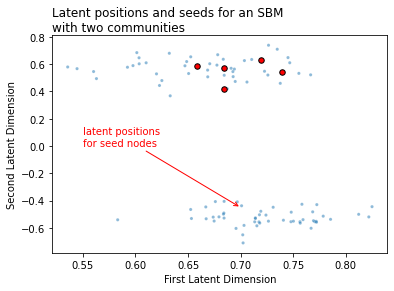 Latent positions and seeds for an SBM
with two communities
0.8
0.6
0.4
0.2
0.0
−0.2
−0.4
−0.6
Second Latent Dimension
latent positions
for seed nodes
0.55
0.60
0.65
0.70
0.75
0.80
First Latent Dimension